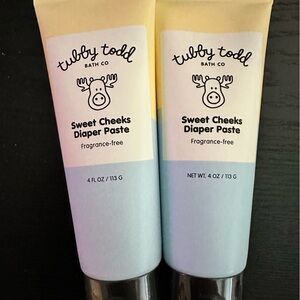 tubby todd
BATH CO
Sweet Cheeks
Diaper Paste
Fragrance-free
4 FL OZ / 113 G
tubby todd
BATH CO
Sweet Cheeks
Diaper Paste
Fragrance-free
NET WT. 4 OZ / 113 G